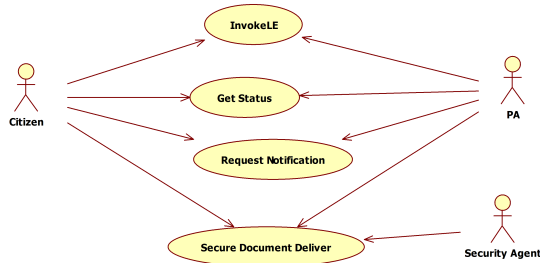 InvokeLE
Get Status
Citizen
PA
Request Notification
Secure Document Deliver
Security Agent